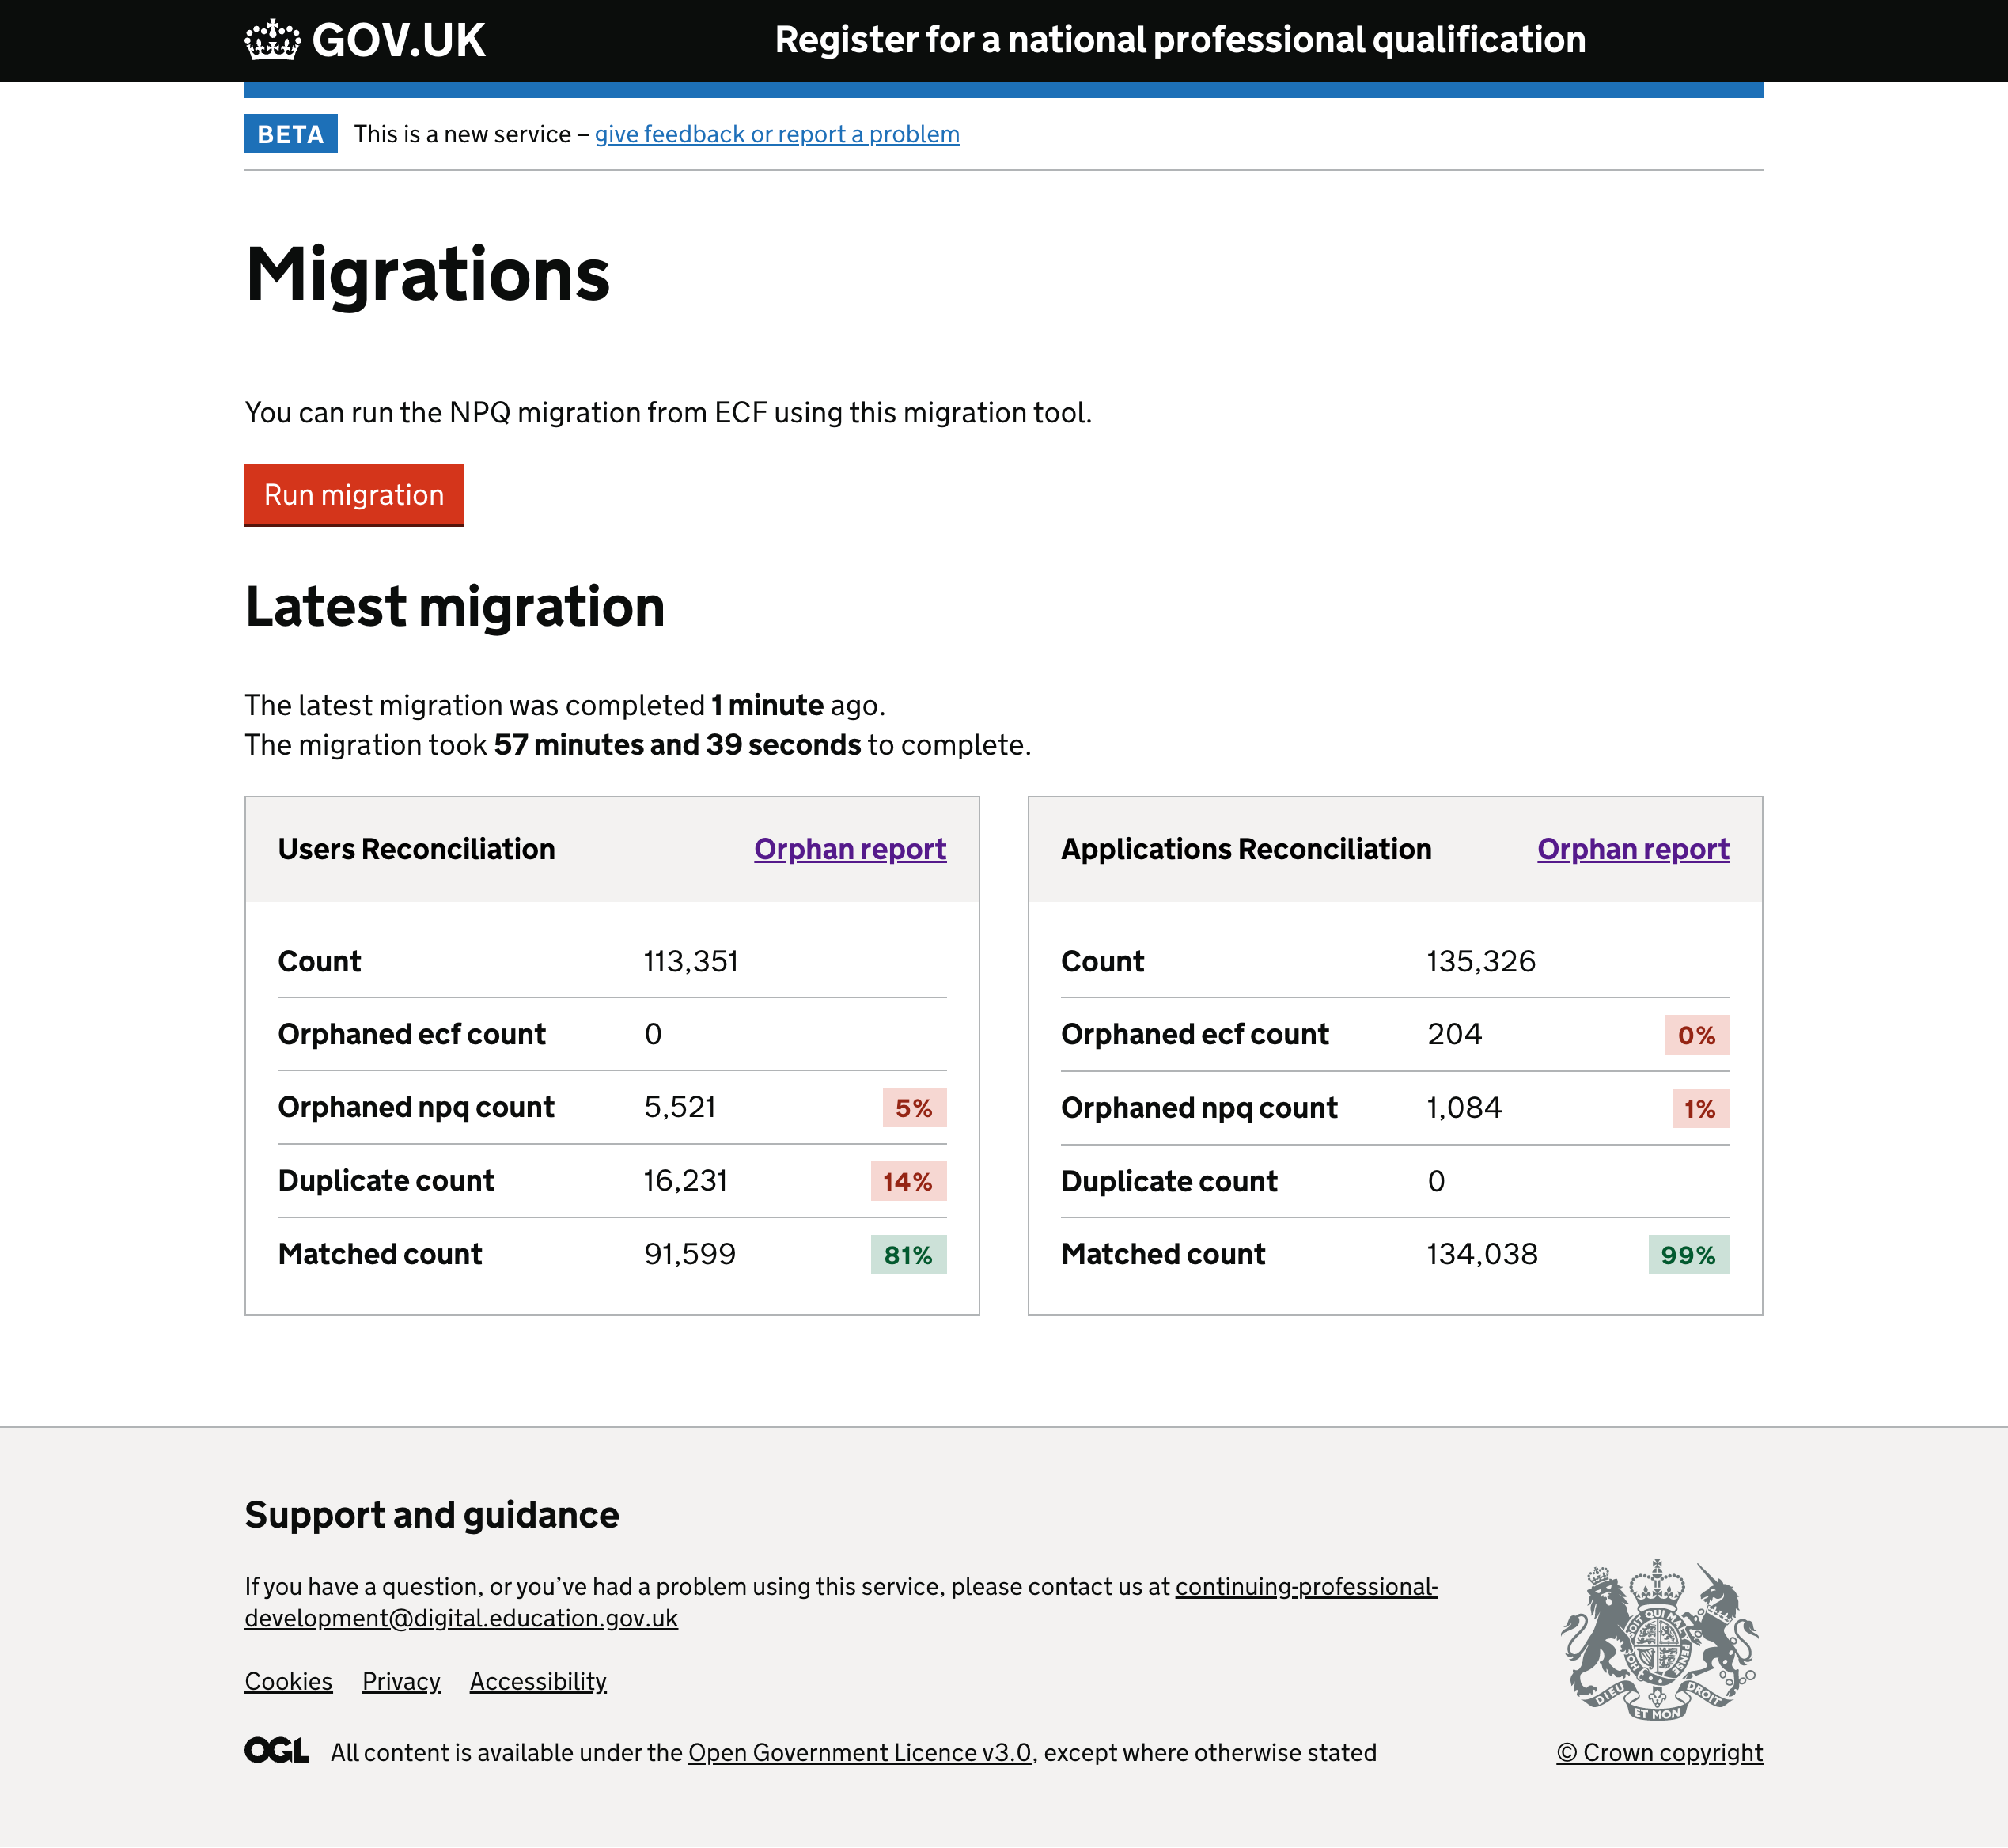 GOV.UK
Register for a national professional qualification
BETA
This is a new service – give feedback or report a problem
Migrations
You can run the NPQ migration from ECF using this migration tool.
Run migration
Latest migration
The latest migration was completed 1 minute ago.
The migration took 57 minutes and 39 seconds to complete.
Users Reconciliation Orphan report
Count 113,351
Orphaned ecf count 0
Orphaned npq count 5,521 5%
Duplicate count 16,231 14%
Matched count 91,599 81%
Applications Reconciliation Orphan report
Count 135,326
Orphaned ecf count 204 0%
Orphaned npq count 1,084 1%
Duplicate count 0
Matched count 134,038 99%
Support and guidance
If you have a question, or you’ve had a problem using this service, please contact us at continuing-professional-
development@digital.education.gov.uk
Cookies Privacy Accessibility
OGL All content is available under the Open Government Licence v3.0, except where otherwise stated
SOIT QUI MAL Y PENSE
DIEU ET MON DROIT
© Crown copyright